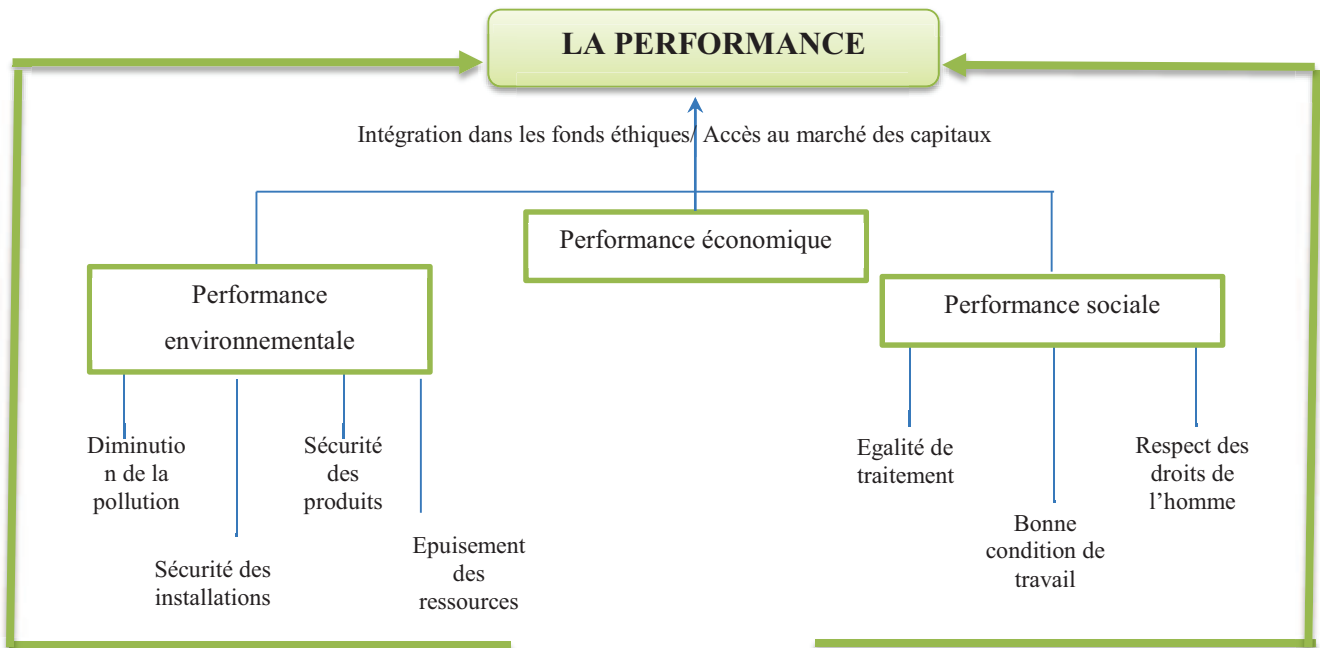 LA PERFORMANCE
Intégration dans les fonds éthiques/ Accès au marché des capitaux
Performance économique
Performance
environnementale
Performance sociale
Diminutio
n de la
pollution
Sécurité
des
produits
Sécurité des
installations
Epuisement
des
ressources
Egalité de
traitement
Bonne
condition de
travail
Respect des
droits de
l’homme